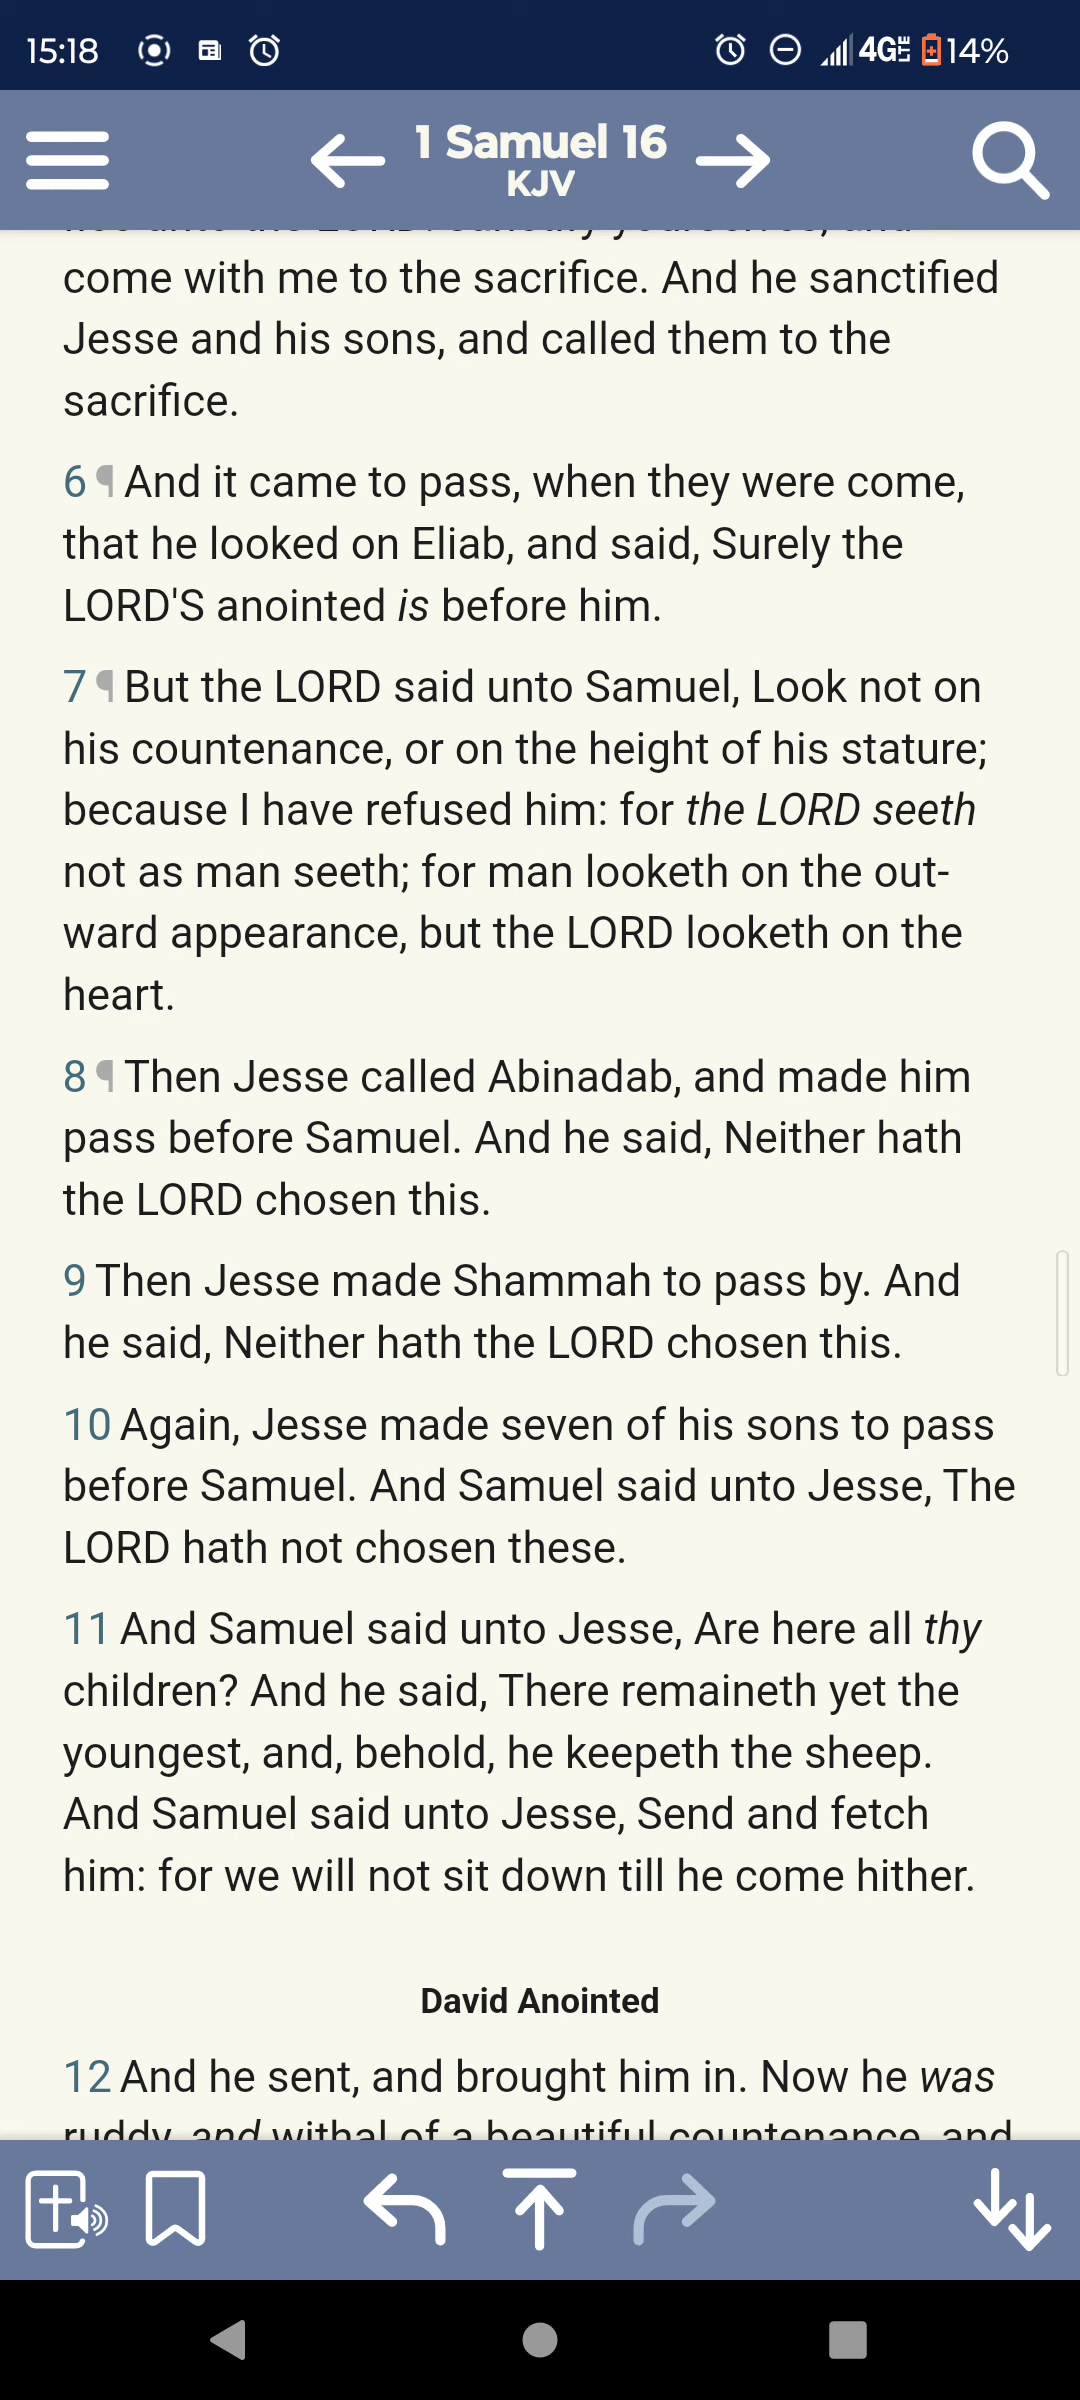 15:18 4G LTE 14%
1 Samuel 16
KJV
come with me to the sacrifice. And he sanctified
Jesse and his sons, and called them to the
sacrifice.
6 ¶ And it came to pass, when they were come,
that he looked on Eliab, and said, Surely the
LORD'S anointed is before him.
7 ¶ But the LORD said unto Samuel, Look not on
his countenance, or on the height of his stature;
because I have refused him: for the LORD seeth
not as man seeth; for man looketh on the out-
ward appearance, but the LORD looketh on the
heart.
8 ¶ Then Jesse called Abinadab, and made him
pass before Samuel. And he said, Neither hath
the LORD chosen this.
9 Then Jesse made Shammah to pass by. And
he said, Neither hath the LORD chosen this.
10 Again, Jesse made seven of his sons to pass
before Samuel. And Samuel said unto Jesse, The
LORD hath not chosen these.
11 And Samuel said unto Jesse, Are here all thy
children? And he said, There remaineth yet the
youngest, and, behold, he keepeth the sheep.
And Samuel said unto Jesse, Send and fetch
him: for we will not sit down till he come hither.
David Anointed
12 And he sent, and brought him in. Now he was
ruddy, and withal of a beautiful countenance, and